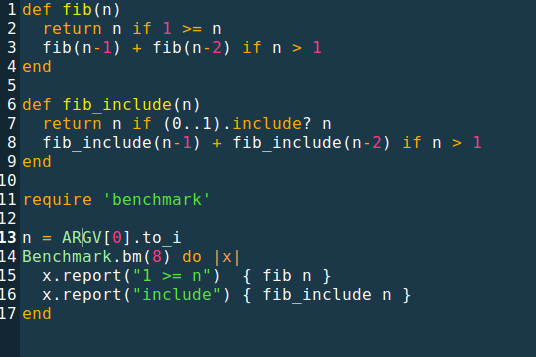 1 def fib(n)
2   return n if 1 >= n
3   fib(n-1) + fib(n-2) if n > 1
4 end
5
6 def fib_include(n)
7   return n if (0..1).include? n
8   fib_include(n-1) + fib_include(n-2) if n > 1
9 end
10
11 require 'benchmark'
12
13 n = ARGV[0].to_i
14 Benchmark.bm(8) do |x|
15   x.report("1 >= n")  { fib n }
16   x.report("include") { fib_include n }
17 end